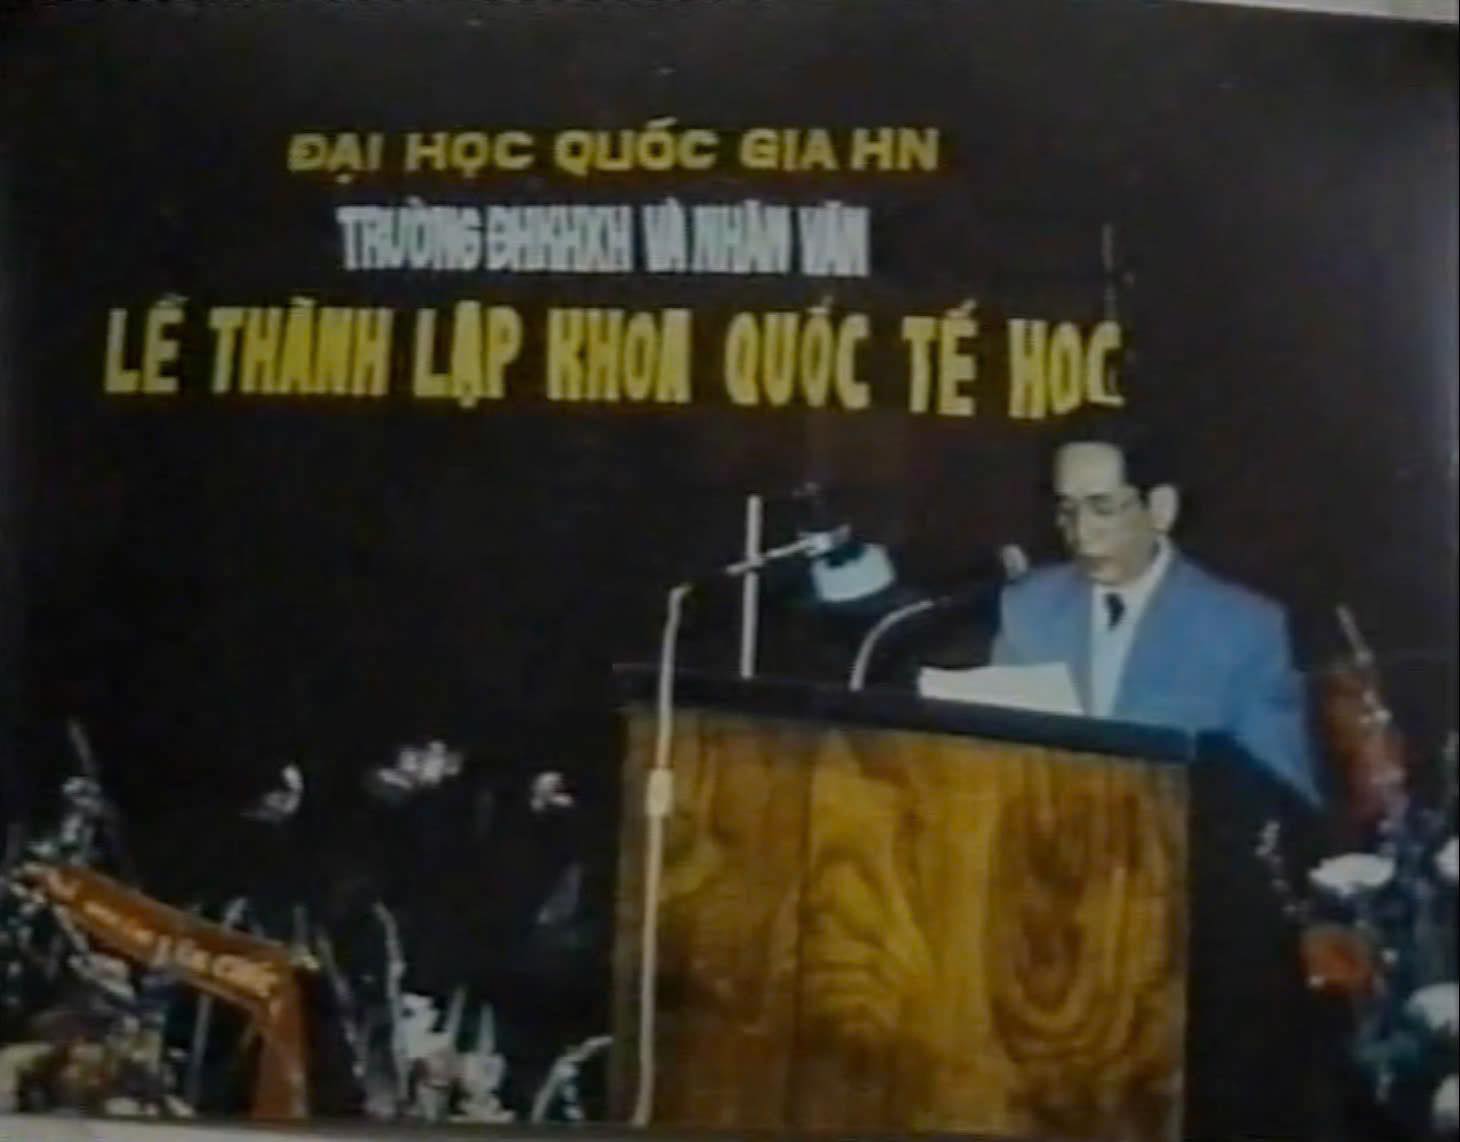 ĐẠI HỌC QUỐC GIA HN
TRƯỜNG ĐHKHXH VÀ NHÂN VĂN
LỄ THÀNH LẬP KHOA QUỐC TẾ HỌC